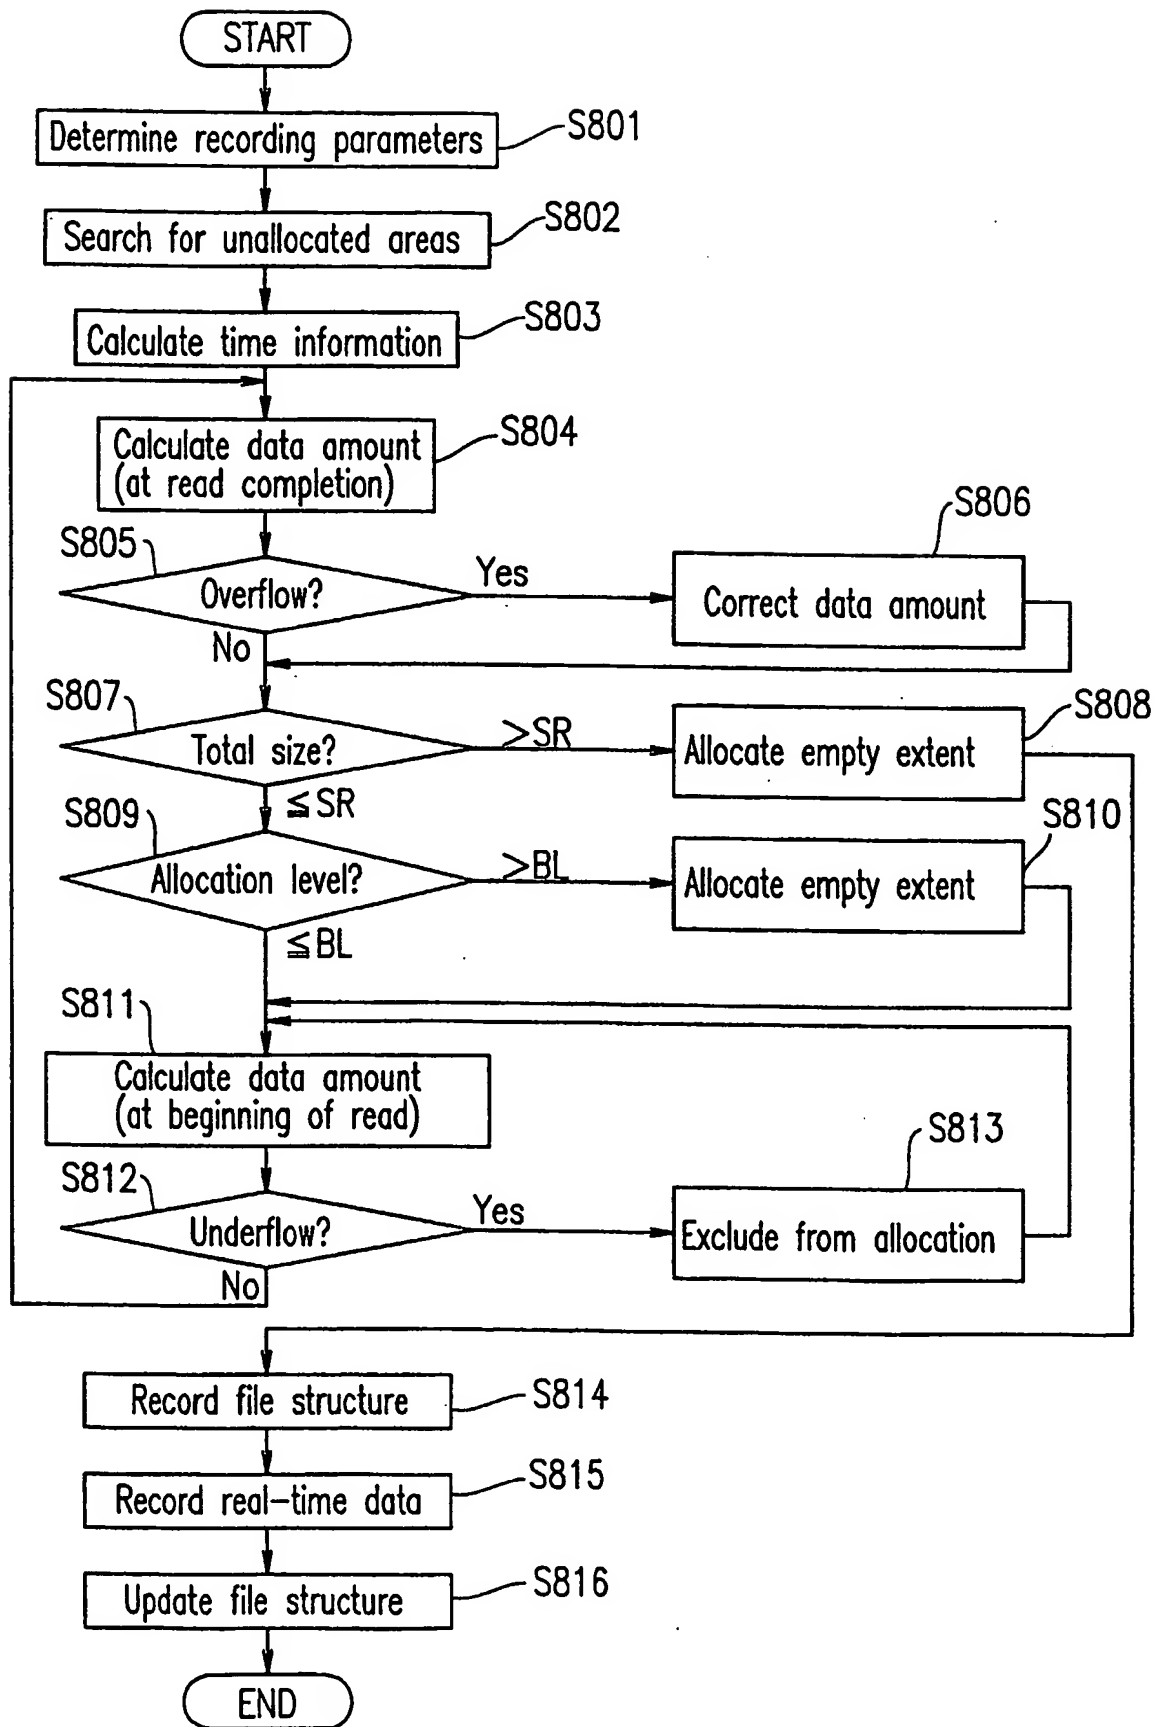 START
Determine recording parameters
S801
Search for unallocated areas
S802
Calculate time information
S803
Calculate data amount
(at read completion)
S804
S805
Overflow?
Yes
No
S806
Correct data amount
S807
Total size?
>SR
≦SR
S808
Allocate empty extent
S809
Allocation level?
>BL
≦BL
S810
Allocate empty extent
S811
Calculate data amount
(at beginning of read)
S812
Underflow?
Yes
No
S813
Exclude from allocation
Record file structure
S814
Record real-time data
S815
Update file structure
S816
END